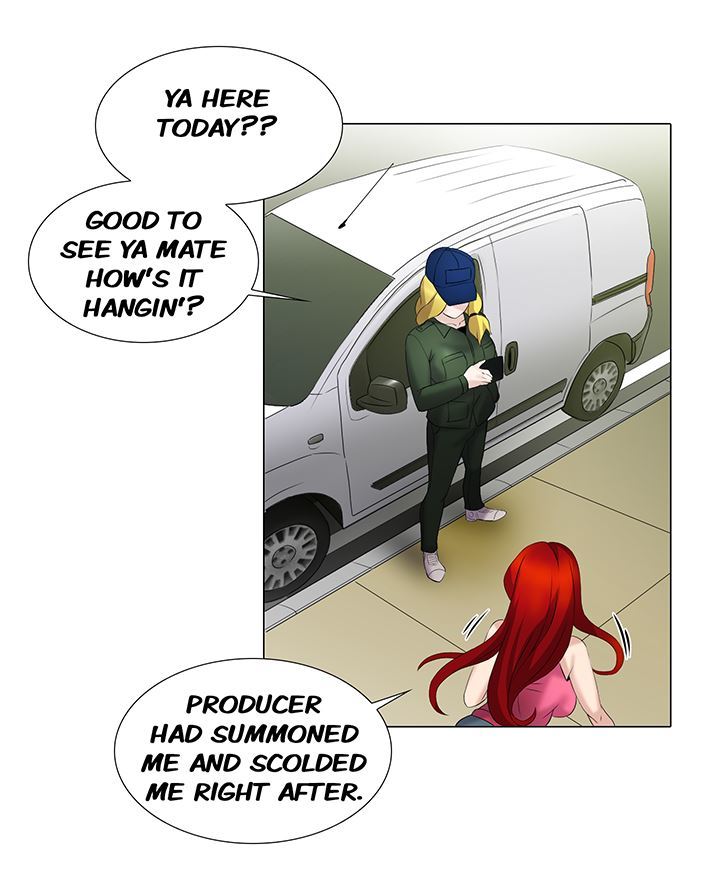 YA HERE
TODAY??
GOOD TO
SEE YA MATE
HOW'S IT
HANGIN'?
PRODUCER
HAD SUMMONED
ME AND SCOLDED
ME RIGHT AFTER.